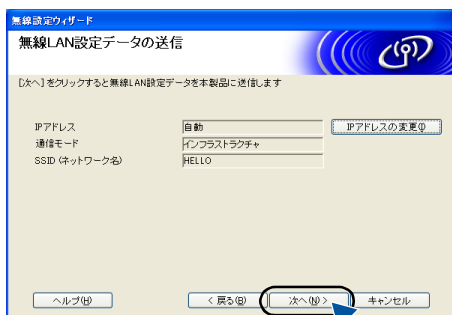 無線設定ウィザード
無線LAN設定データの送信
[次へ]をクリックすると無線LAN設定データを本製品に送信します
IPアドレス 自動 IPアドレスの変更(I)
通信モード インフラストラクチャ
SSID (ネットワーク名) HELLO
ヘルプ(H) < 戻る(B) 次へ(N) > キャンセル